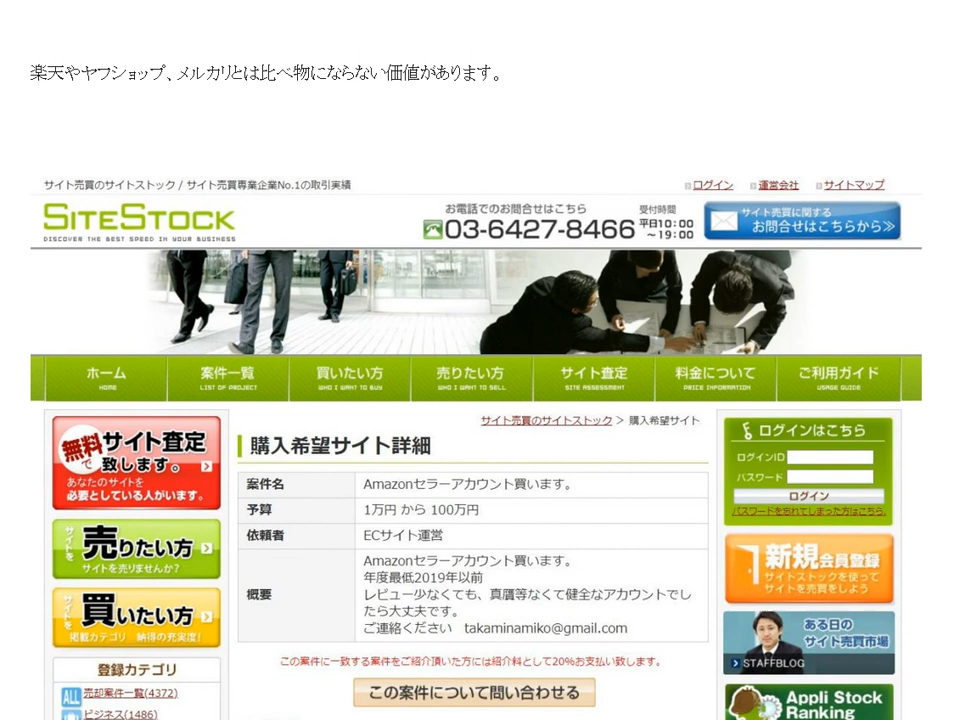 楽天やヤフショップ、メルカリとは比べ物にならない価値があります。
サイト売買のサイトストック / サイト売買専業企業No.1の取引実績
ログイン 運営会社 サイトマップ
SITESTOCK
DISCOVER THE BEST SPEED IN YOUR BUSINESS
お電話でのお問合せはこちら
03-6427-8466
受付時間
平日10:00
～19:00
サイト売買に関する
お問合せはこちらから≫
ホーム 案件一覧 買いたい方 売りたい方 サイト査定 料金について ご利用ガイド
HOME LIST OF PROJECT WHO I WANT TO BUY WHO I WANT TO SELL SITE ASSESSMENT PRICE INFORMATION USAGE GUIDE
無料でサイト査定
致します。
あなたのサイトを
必要としている人がいます。
サイトを売りたい方
サイトを売りませんか?
サイトを買いたい方
掲載カテゴリ 納得の充実度!
登録カテゴリ
ALL 売却案件一覧(4372)
ビジネス(1486)
サイト売買のサイトストック > 購入希望サイト
購入希望サイト詳細
案件名 Amazonセラーアカウント買います。
予算 1万円 から 100万円
依頼者 ECサイト運営
概要
Amazonセラーアカウント買います。
年度最低2019年以前
レビュー少なくても、真贋等なくて健全なアカウントでし
たら大丈夫です。
ご連絡ください takaminamiko@gmail.com
この案件に一致する案件をご紹介頂いた方には紹介料として20%お支払い致します。
この案件について問い合わせる
ログインはこちら
ログインID
パスワード
ログイン
パスワードを忘れてしまった方はこちら。
新規会員登録
サイトストックを使って
サイトを売買をしよう
ある日の
サイト売買市場
STAFFBLOG
Appli Stock
Ranking